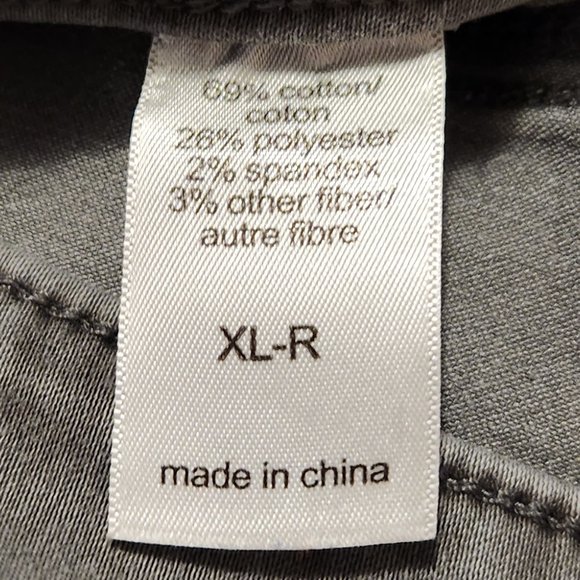 69% cotton/
coton
26% polyester
2% spandex
3% other fiber/
autre fibre
XL-R
made in china